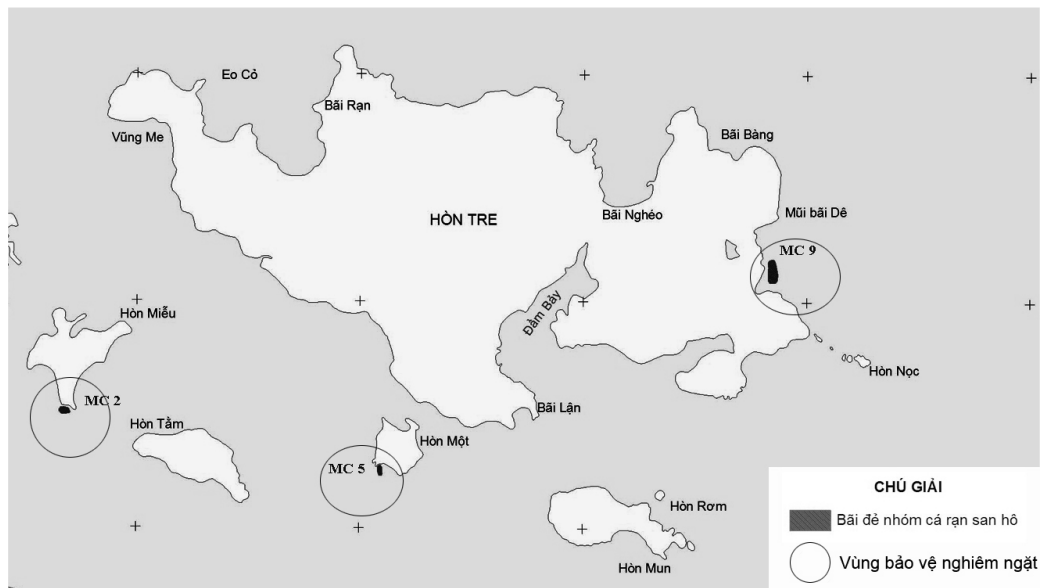 Eo Cỏ
Bãi Rạn
Vũng Me
Bãi Bàng
HÒN TRE
Bãi Nghéo
Mũi bãi Dê
MC 9
Đầm Bảy
Hòn Miễu
Hòn Nọc
MC 2
Bãi Lận
Hòn Tằm
Hòn Một
MC 5
Hòn Rơm
Hòn Mun
CHÚ GIẢI
Bãi đẻ nhóm cá rạn san hô
Vùng bảo vệ nghiêm ngặt